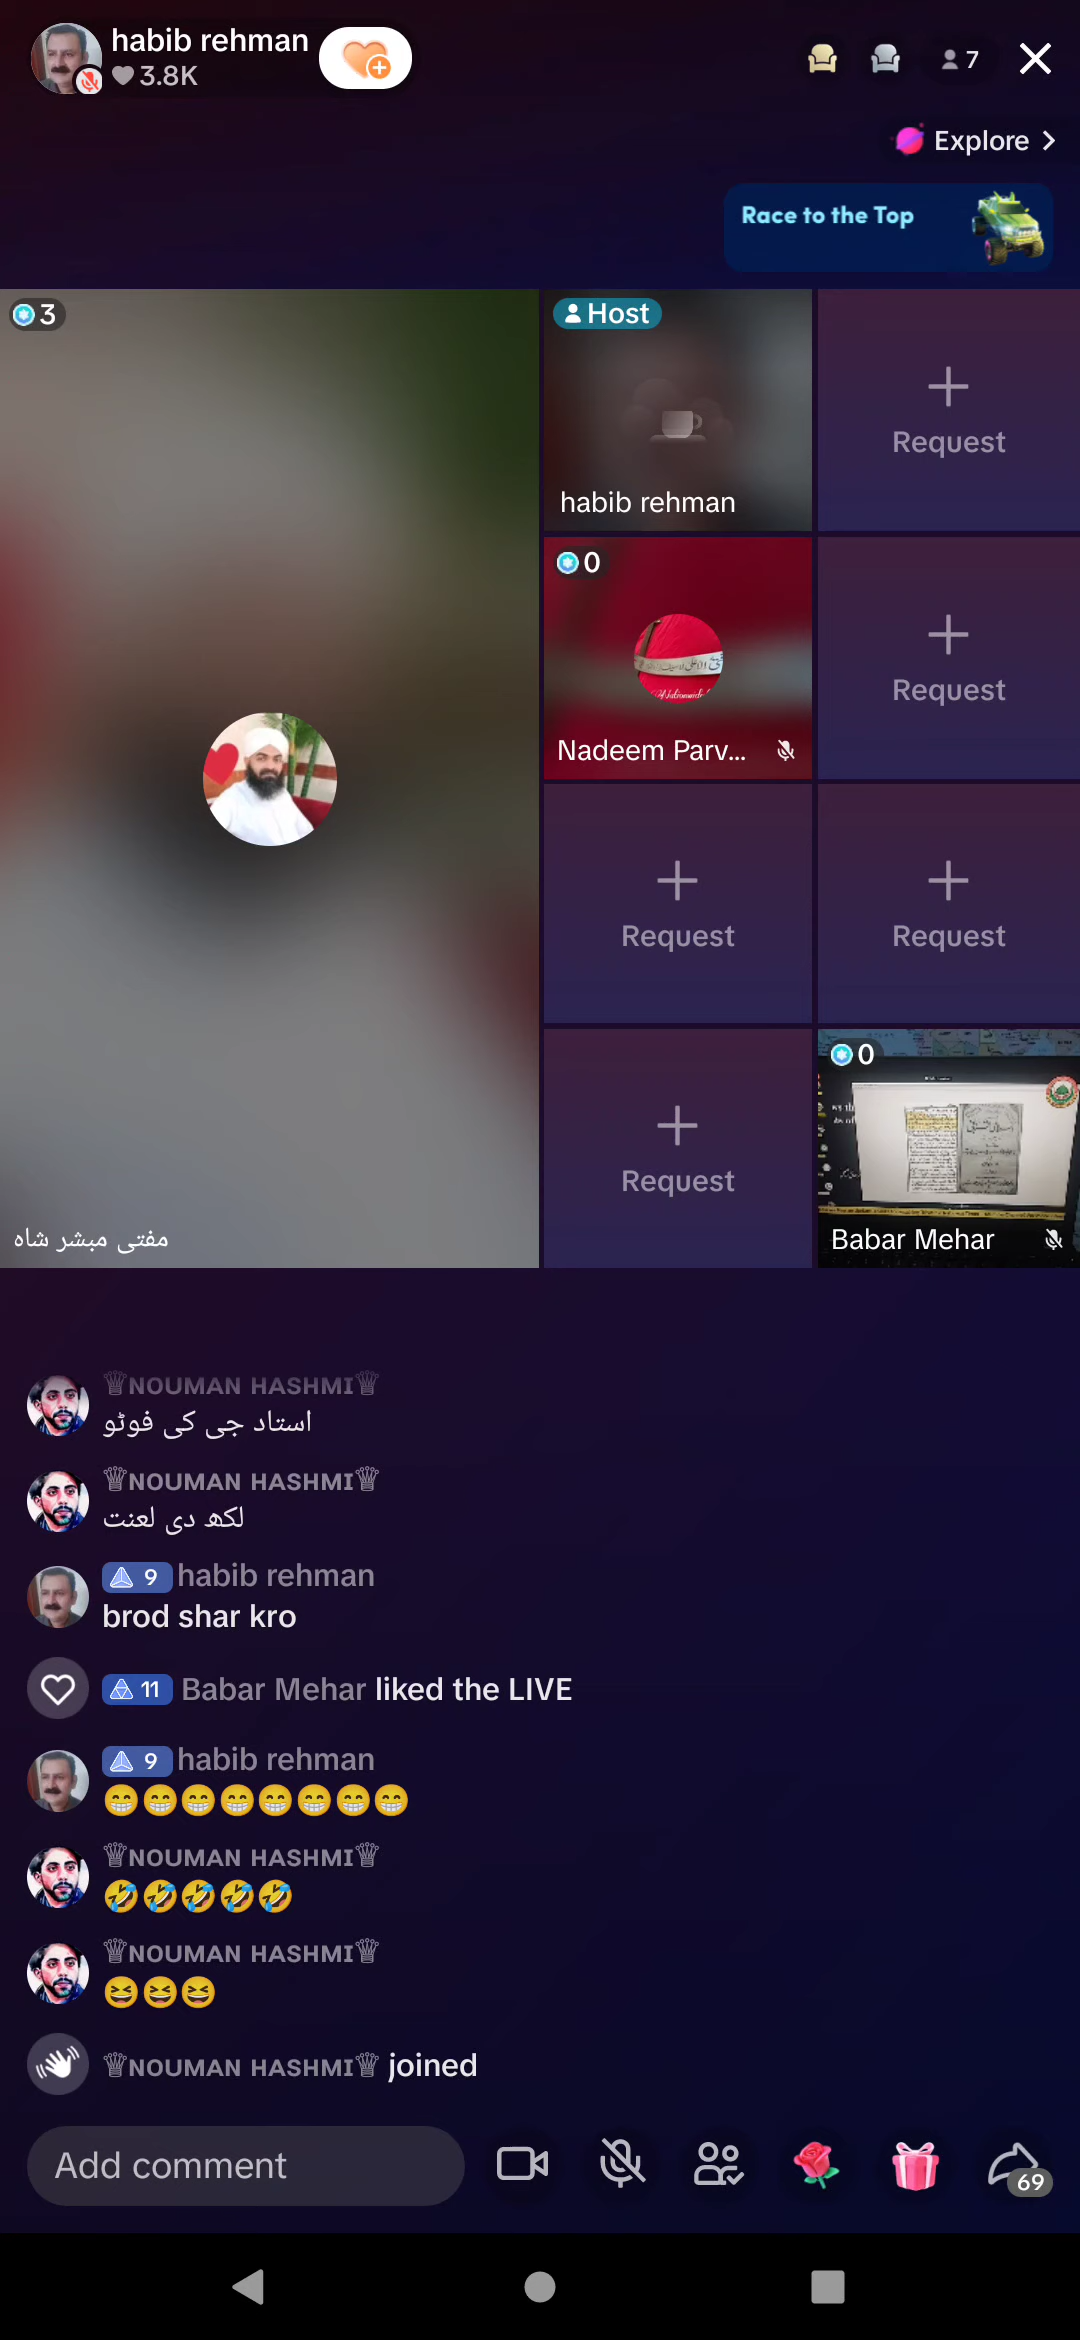 habib rehman
3.8K
7
Explore
Race to the Top
3
Host
habib rehman
Request
0
Nadeem Parv...
Request
Request
Request
Request
0
Babar Mehar
مفتی مبشر شاہ
♕NOUMAN HASHMI♕
استاد جی کی فوٹو
♕NOUMAN HASHMI♕
لکھ دی لعنت
9 habib rehman
brod shar kro
11 Babar Mehar liked the LIVE
9 habib rehman
😁😁😁😁😁😁😁😁
♕NOUMAN HASHMI♕
🤣🤣🤣🤣🤣
♕NOUMAN HASHMI♕
😆😆😆
♕NOUMAN HASHMI♕ joined
Add comment
69